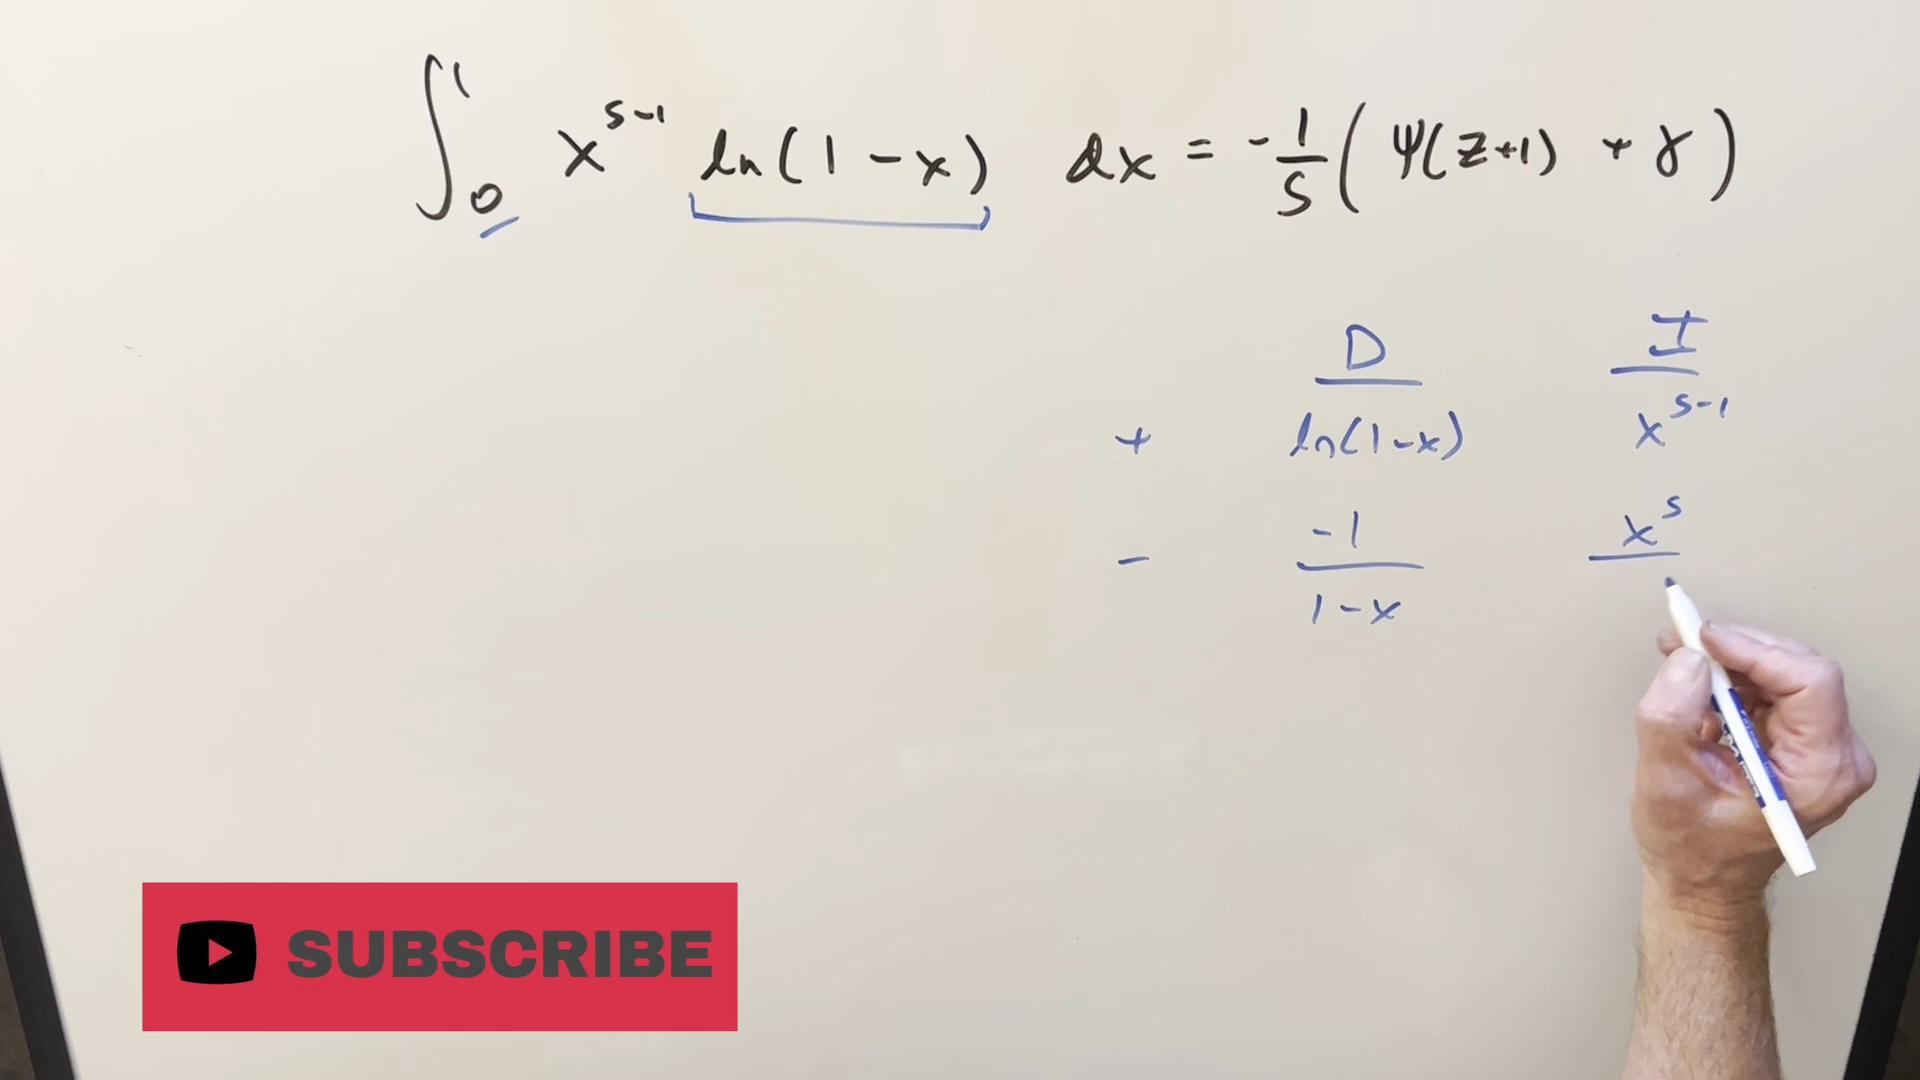 ∫₀¹ x^(s-1) ln(1-x) dx = -1/s (ψ(z+1) + γ)
D I
+ ln(1-x) x^(s-1)
- -1/(1-x) x^s
SUBSCRIBE